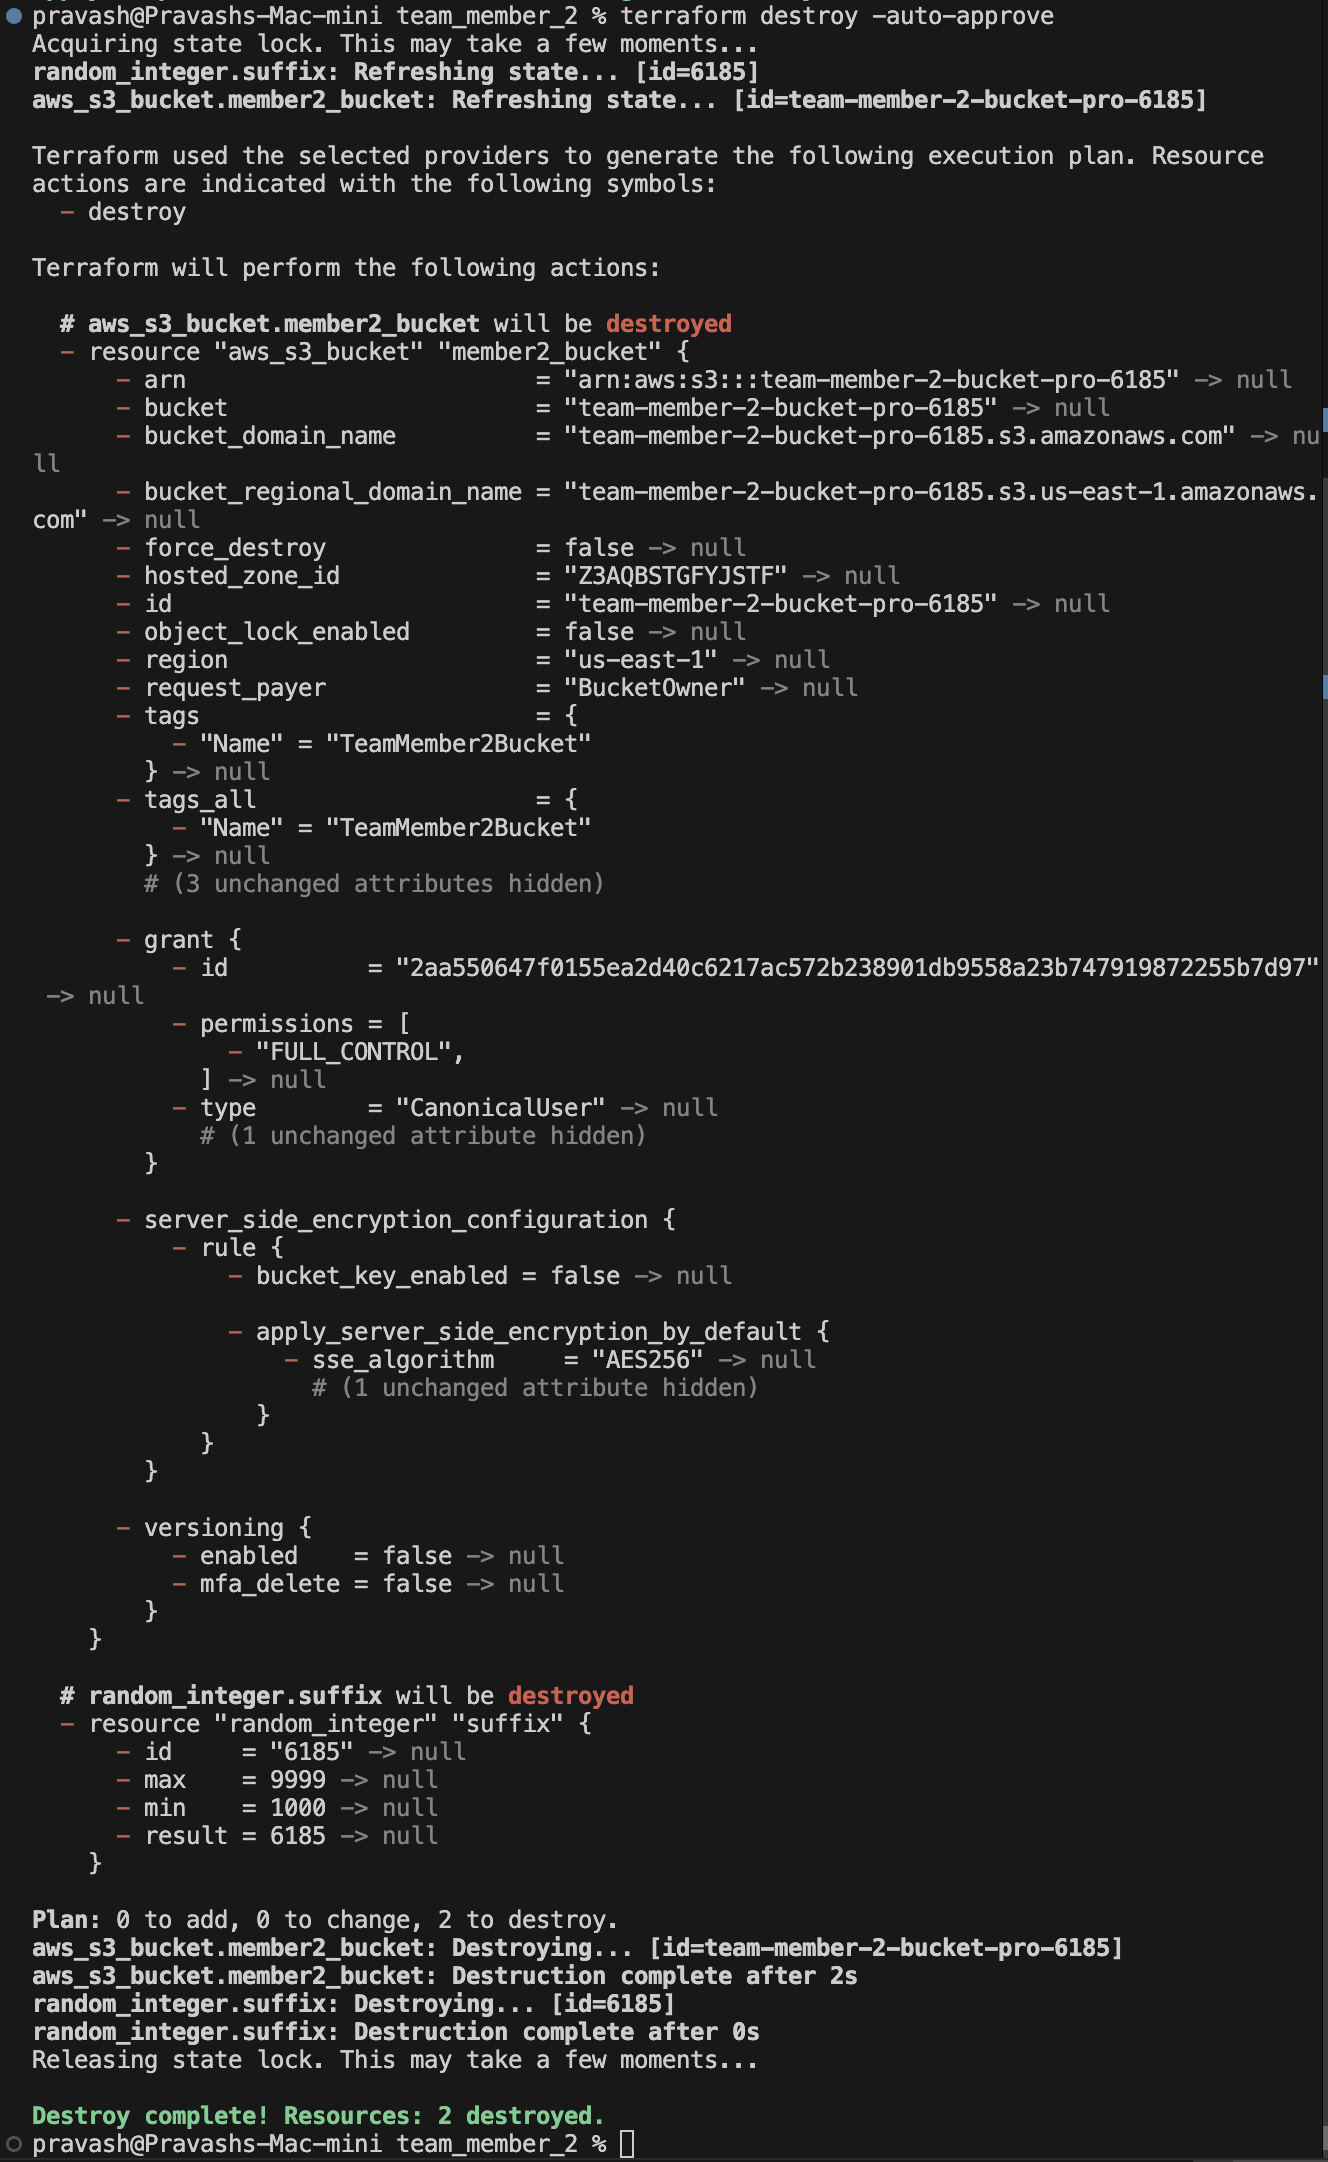 pravash@Pravashs-Mac-mini team_member_2 % terraform destroy -auto-approve
Acquiring state lock. This may take a few moments...
random_integer.suffix: Refreshing state... [id=6185]
aws_s3_bucket.member2_bucket: Refreshing state... [id=team-member-2-bucket-pro-6185]

Terraform used the selected providers to generate the following execution plan. Resource
actions are indicated with the following symbols:
  - destroy

Terraform will perform the following actions:

  # aws_s3_bucket.member2_bucket will be destroyed
  - resource "aws_s3_bucket" "member2_bucket" {
      - arn                         = "arn:aws:s3:::team-member-2-bucket-pro-6185" -> null
      - bucket                      = "team-member-2-bucket-pro-6185" -> null
      - bucket_domain_name          = "team-member-2-bucket-pro-6185.s3.amazonaws.com" -> nu
ll
      - bucket_regional_domain_name = "team-member-2-bucket-pro-6185.s3.us-east-1.amazonaws.
com" -> null
      - force_destroy               = false -> null
      - hosted_zone_id              = "Z3AQBSTGFYJSTF" -> null
      - id                          = "team-member-2-bucket-pro-6185" -> null
      - object_lock_enabled         = false -> null
      - region                      = "us-east-1" -> null
      - request_payer               = "BucketOwner" -> null
      - tags                        = {
          - "Name" = "TeamMember2Bucket"
        } -> null
      - tags_all                    = {
          - "Name" = "TeamMember2Bucket"
        } -> null
        # (3 unchanged attributes hidden)

      - grant {
          - id          = "2aa550647f0155ea2d40c6217ac572b238901db9558a23b747919872255b7d97"
 -> null
          - permissions = [
              - "FULL_CONTROL",
            ] -> null
          - type        = "CanonicalUser" -> null
            # (1 unchanged attribute hidden)
        }

      - server_side_encryption_configuration {
          - rule {
              - bucket_key_enabled = false -> null

              - apply_server_side_encryption_by_default {
                  - sse_algorithm     = "AES256" -> null
                    # (1 unchanged attribute hidden)
                }
            }
        }

      - versioning {
          - enabled    = false -> null
          - mfa_delete = false -> null
        }
    }

  # random_integer.suffix will be destroyed
  - resource "random_integer" "suffix" {
      - id     = "6185" -> null
      - max    = 9999 -> null
      - min    = 1000 -> null
      - result = 6185 -> null
    }

Plan: 0 to add, 0 to change, 2 to destroy.
aws_s3_bucket.member2_bucket: Destroying... [id=team-member-2-bucket-pro-6185]
aws_s3_bucket.member2_bucket: Destruction complete after 2s
random_integer.suffix: Destroying... [id=6185]
random_integer.suffix: Destruction complete after 0s
Releasing state lock. This may take a few moments...

Destroy complete! Resources: 2 destroyed.
pravash@Pravashs-Mac-mini team_member_2 %